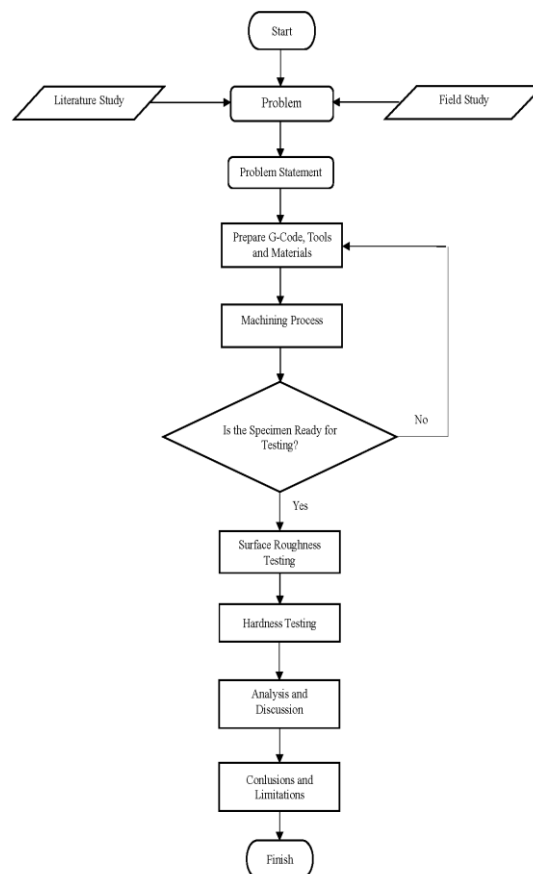 Start
Literature Study
Problem
Field Study
Problem Statement
Prepare G-Code, Tools
and Materials
Machining Process
Is the Specimen Ready for
Testing?
No
Yes
Surface Roughness
Testing
Hardness Testing
Analysis and
Discussion
Conlusions and
Limitations
Finish